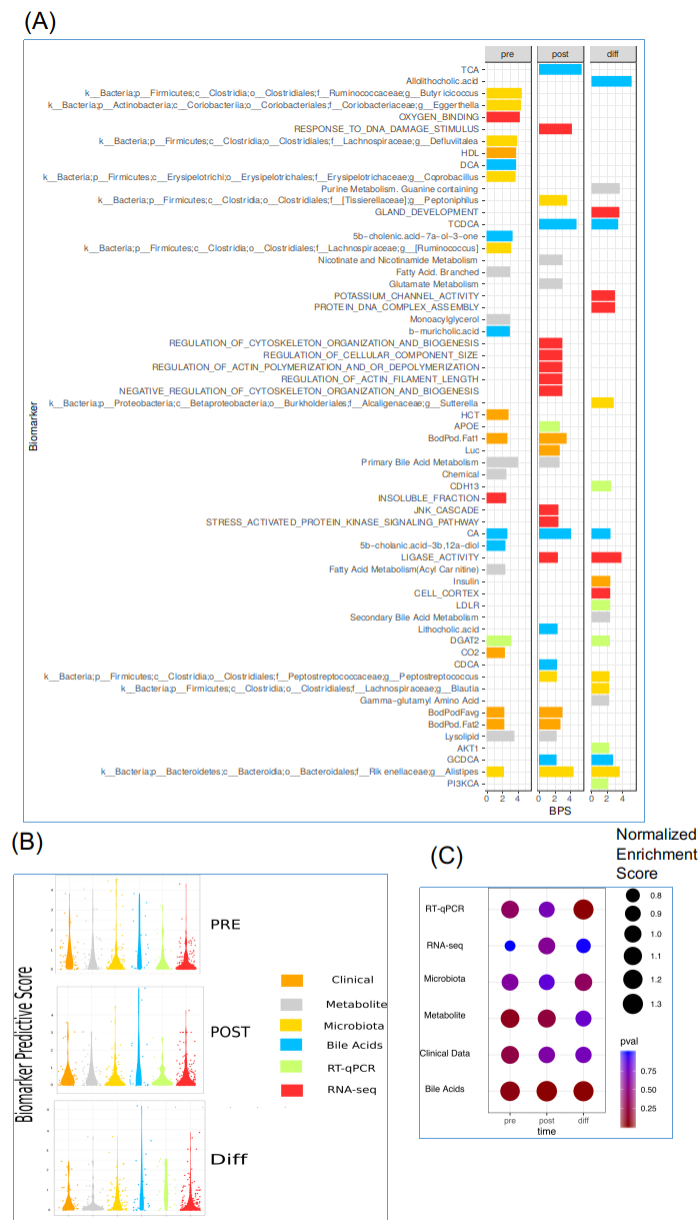 (A)
pre post diff
TCA
Allolithocholic.acid
k__Bacteria;p__Firmicutes;c__Clostridia;o__Clostridiales;f__Ruminococcaceae;g__Butyricicoccus
k__Bacteria;p__Actinobacteria;c__Coriobacteriia;o__Coriobacteriales;f__Coriobacteriaceae;g__Eggerthella
OXYGEN_BINDING
RESPONSE_TO_DNA_DAMAGE_STIMULUS
k__Bacteria;p__Firmicutes;c__Clostridia;o__Clostridiales;f__Lachnospiraceae;g__Defluviitalea
HDL
DCA
k__Bacteria;p__Firmicutes;c__Erysipelotrichi;o__Erysipelotrichales;f__Erysipelotrichaceae;g__Coprobacillus
Purine Metabolism. Guanine containing
k__Bacteria;p__Firmicutes;c__Clostridia;o__Clostridiales;f__[Tissierellaceae];g__Peptoniphilus
GLAND_DEVELOPMENT
TCDCA
5b-cholenic.acid-7a-ol-3-one
k__Bacteria;p__Firmicutes;c__Clostridia;o__Clostridiales;f__Lachnospiraceae;g__[Ruminococcus]
Nicotinate and Nicotinamide Metabolism
Fatty Acid. Branched
Glutamate Metabolism
POTASSIUM_CHANNEL_ACTIVITY
PROTEIN_DNA_COMPLEX_ASSEMBLY
Monoacylglycerol
b-muricholic.acid
REGULATION_OF_CYTOSKELETON_ORGANIZATION_AND_BIOGENESIS
REGULATION_OF_CELLULAR_COMPONENT_SIZE
REGULATION_OF_ACTIN_POLYMERIZATION_AND_OR_DEPOLYMERIZATION
REGULATION_OF_ACTIN_FILAMENT_LENGTH
NEGATIVE_REGULATION_OF_CYTOSKELETON_ORGANIZATION_AND_BIOGENESIS
k__Bacteria;p__Proteobacteria;c__Betaproteobacteria;o__Burkholderiales;f__Alcaligenaceae;g__Sutterella
HCT
APOE
BodPod.Fat1
Luc
Primary Bile Acid Metabolism
Chemical
CDH13
INSOLUBLE_FRACTION
JNK_CASCADE
STRESS_ACTIVATED_PROTEIN_KINASE_SIGNALING_PATHWAY
CA
5b-cholanic.acid-3b,12a-diol
LIGASE_ACTIVITY
Fatty Acid Metabolism(Acyl Carnitine)
Insulin
CELL_CORTEX
LDLR
Secondary Bile Acid Metabolism
Lithocholic.acid
DGAT2
CO2
CDCA
k__Bacteria;p__Firmicutes;c__Clostridia;o__Clostridiales;f__Peptostreptococcaceae;g__Peptostreptococcus
k__Bacteria;p__Firmicutes;c__Clostridia;o__Clostridiales;f__Lachnospiraceae;g__Blautia
Gamma-glutamyl Amino Acid
BodPodFavg
BodPod.Fat2
Lysolipid
AKT1
GCDCA
k__Bacteria;p__Bacteroidetes;c__Bacteroidia;o__Bacteroidales;f__Rikenellaceae;g__Alistipes
PI3KCA
Biomarker
0 2 4 0 2 4 0 2 4
BPS
(B)
Biomarker Predictive Score
PRE
POST
Diff
Clinical
Metabolite
Microbiota
Bile Acids
RT-qPCR
RNA-seq
(C)
RT-qPCR
RNA-seq
Microbiota
Metabolite
Clinical Data
Bile Acids
pre post diff
time
Normalized
Enrichment
Score
0.8
0.9
1.0
1.1
1.2
1.3
pval
0.75
0.50
0.25